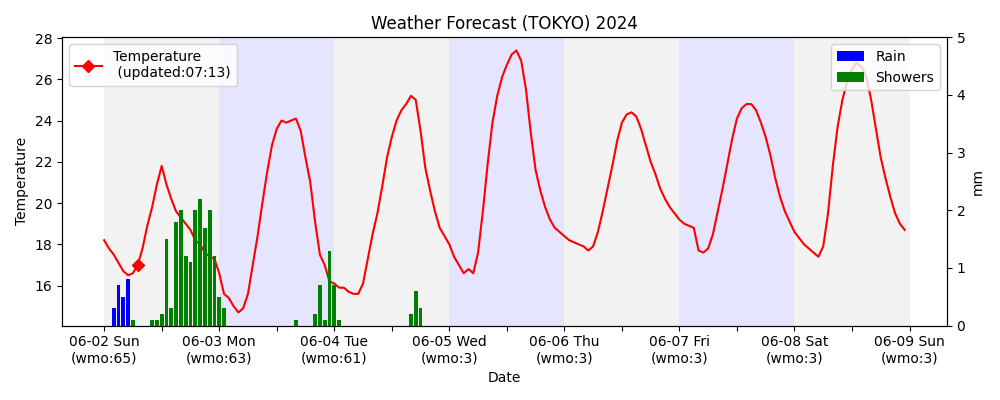 Weather Forecast (TOKYO) 2024
Temperature
(updated:07:13)
Rain
Showers
28
26
24
22
20
18
16
Temperature
5
4
3
2
1
0
mm
06-02 Sun
(wmo:65)
06-03 Mon
(wmo:63)
06-04 Tue
(wmo:61)
06-05 Wed
(wmo:3)
06-06 Thu
(wmo:3)
06-07 Fri
(wmo:3)
06-08 Sat
(wmo:3)
06-09 Sun
(wmo:3)
Date